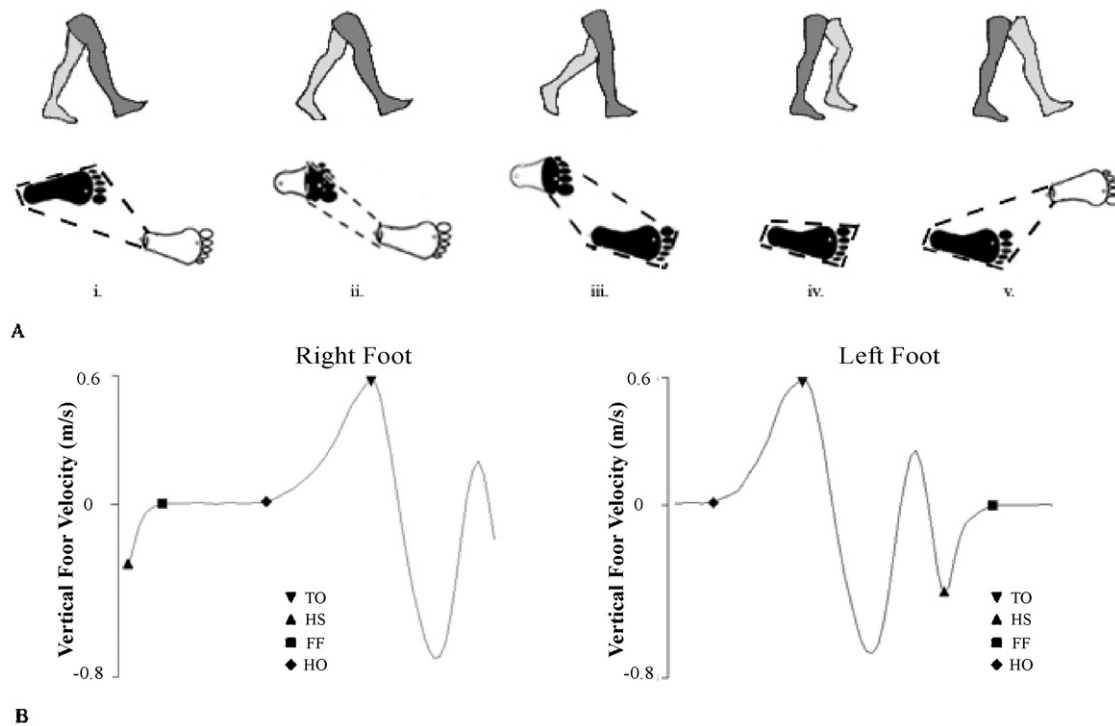 i. ii. iii. iv. v.
A
Right Foot Left Foot
0.6 0.6
Vertical Foor Velocity (m/s) Vertical Foor Velocity (m/s)
0 0
TO TO
HS HS
FF FF
HO HO
-0.8 -0.8
B